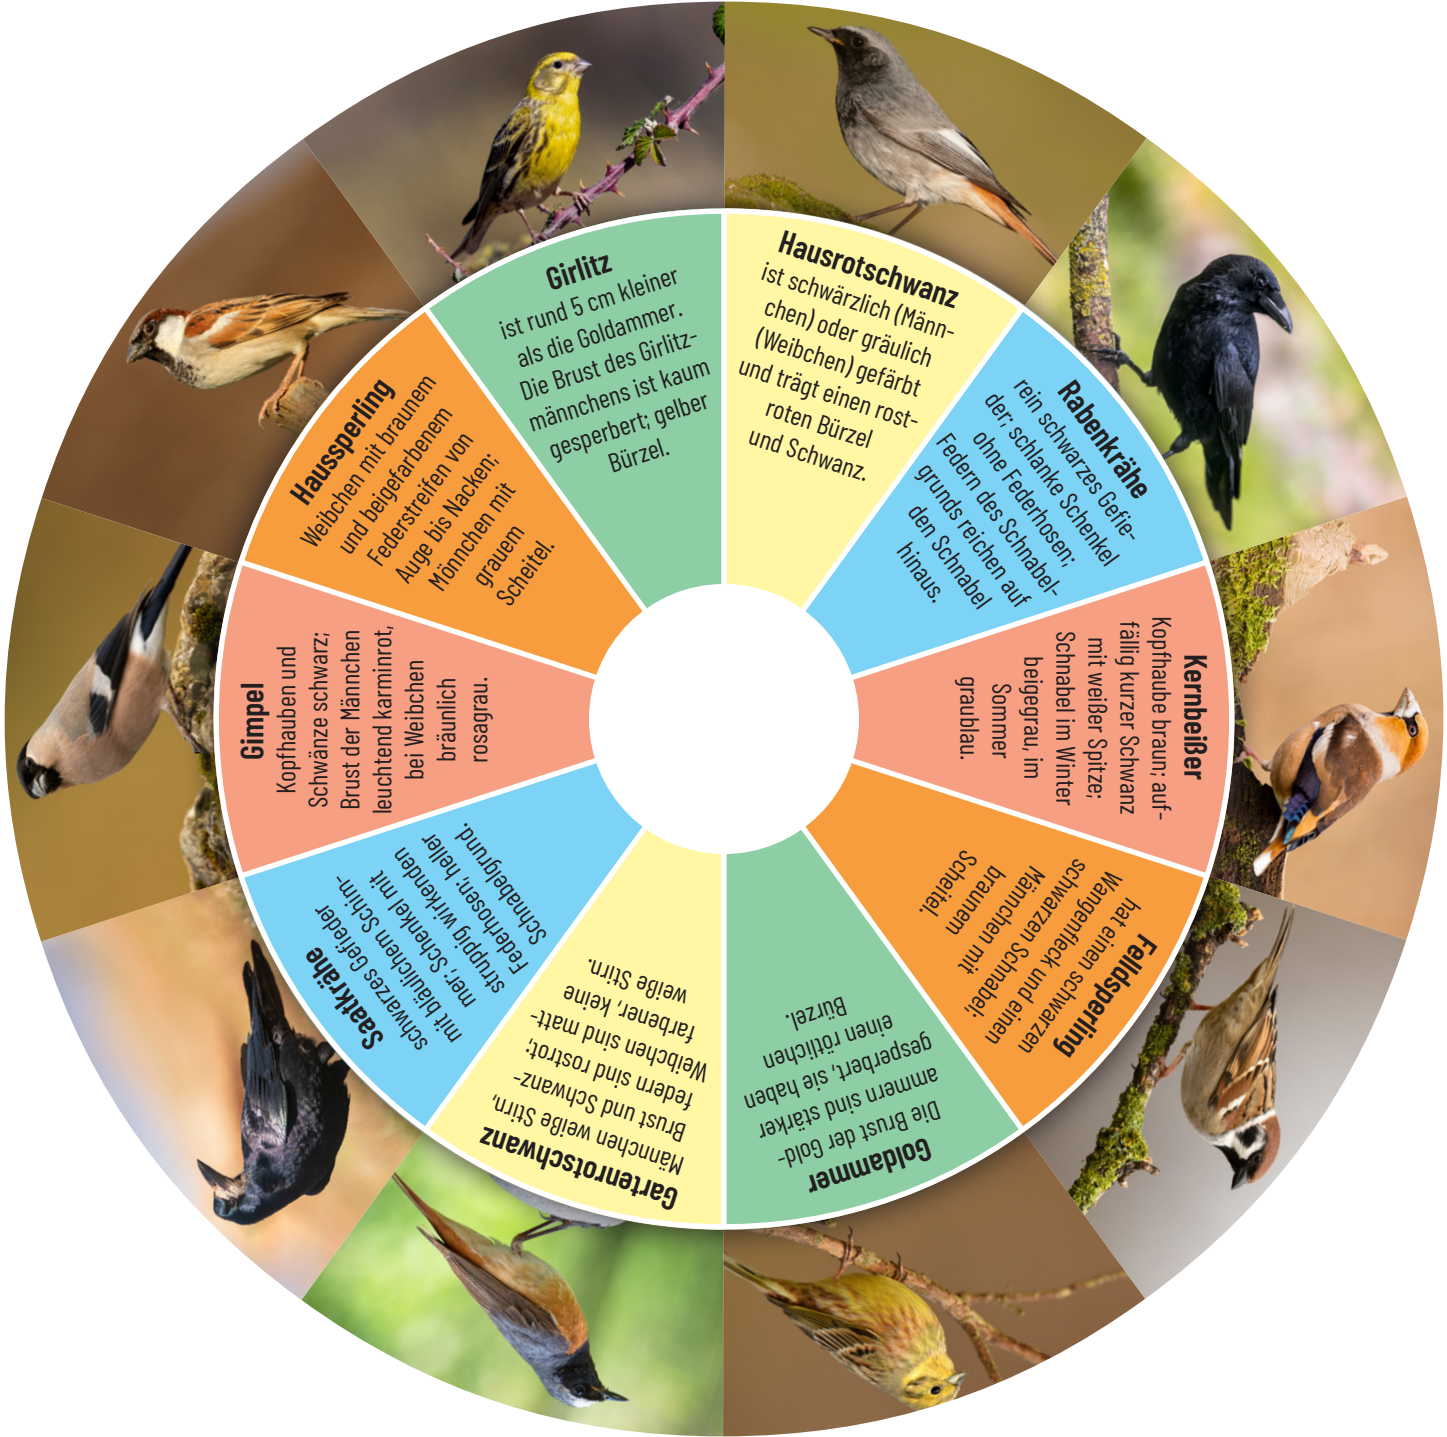 Hausrotschwanz
ist schwärzlich (Männ-
chen) oder gräulich
(Weibchen) gefärbt
und trägt einen rost-
roten Bürzel
und Schwanz.
Rabenkrähe
rein schwarzes Gefie-
der; schlanke Schenkel
ohne Federhosen;
Federn des Schnabel-
grunds reichen auf
den Schnabel
hinaus.
Kernbeißer
Kopfhaube braun; auf-
fällig kurzer Schwanz
mit weißer Spitze;
Schnabel im Winter
beigegrau, im
Sommer
graublau.
Felldsperling
hat einen schwarzen
Wangenfleck und einen
schwarzen Schnabel;
Männchen mit
braunem
Scheitel.
Goldammer
Die Brust der Gold-
ammern sind stärker
gesperbert, sie haben
einen rötlichen
Bürzel.
Gartenrotschwanz
Männchen weiße Stirn,
Brust und Schwanz-
federn sind rostrot;
Weibchen sind matt-
farbener, keine
weiße Stirn.
Saatkrähe
schwarzes Gefieder
mit bläulichem Schim-
mer; Schenkel mit
struppig wirkenden
Federhosen; heller
Schnabelgrund.
Gimpel
Kopfhauben und
Schwänze schwarz;
Brust der Männchen
leuchtend karminrot,
bei Weibchen
bräunlich
rosagrau.
Haussperling
Weibchen mit braunem
und beigefarbenem
Federstreifen von
Auge bis Nacken;
Mönnchen mit
grauem
Scheitel.
Girlitz
ist rund 5 cm kleiner
als die Goldammer.
Die Brust des Girlitz-
männchens ist kaum
gesperbert; gelber
Bürzel.